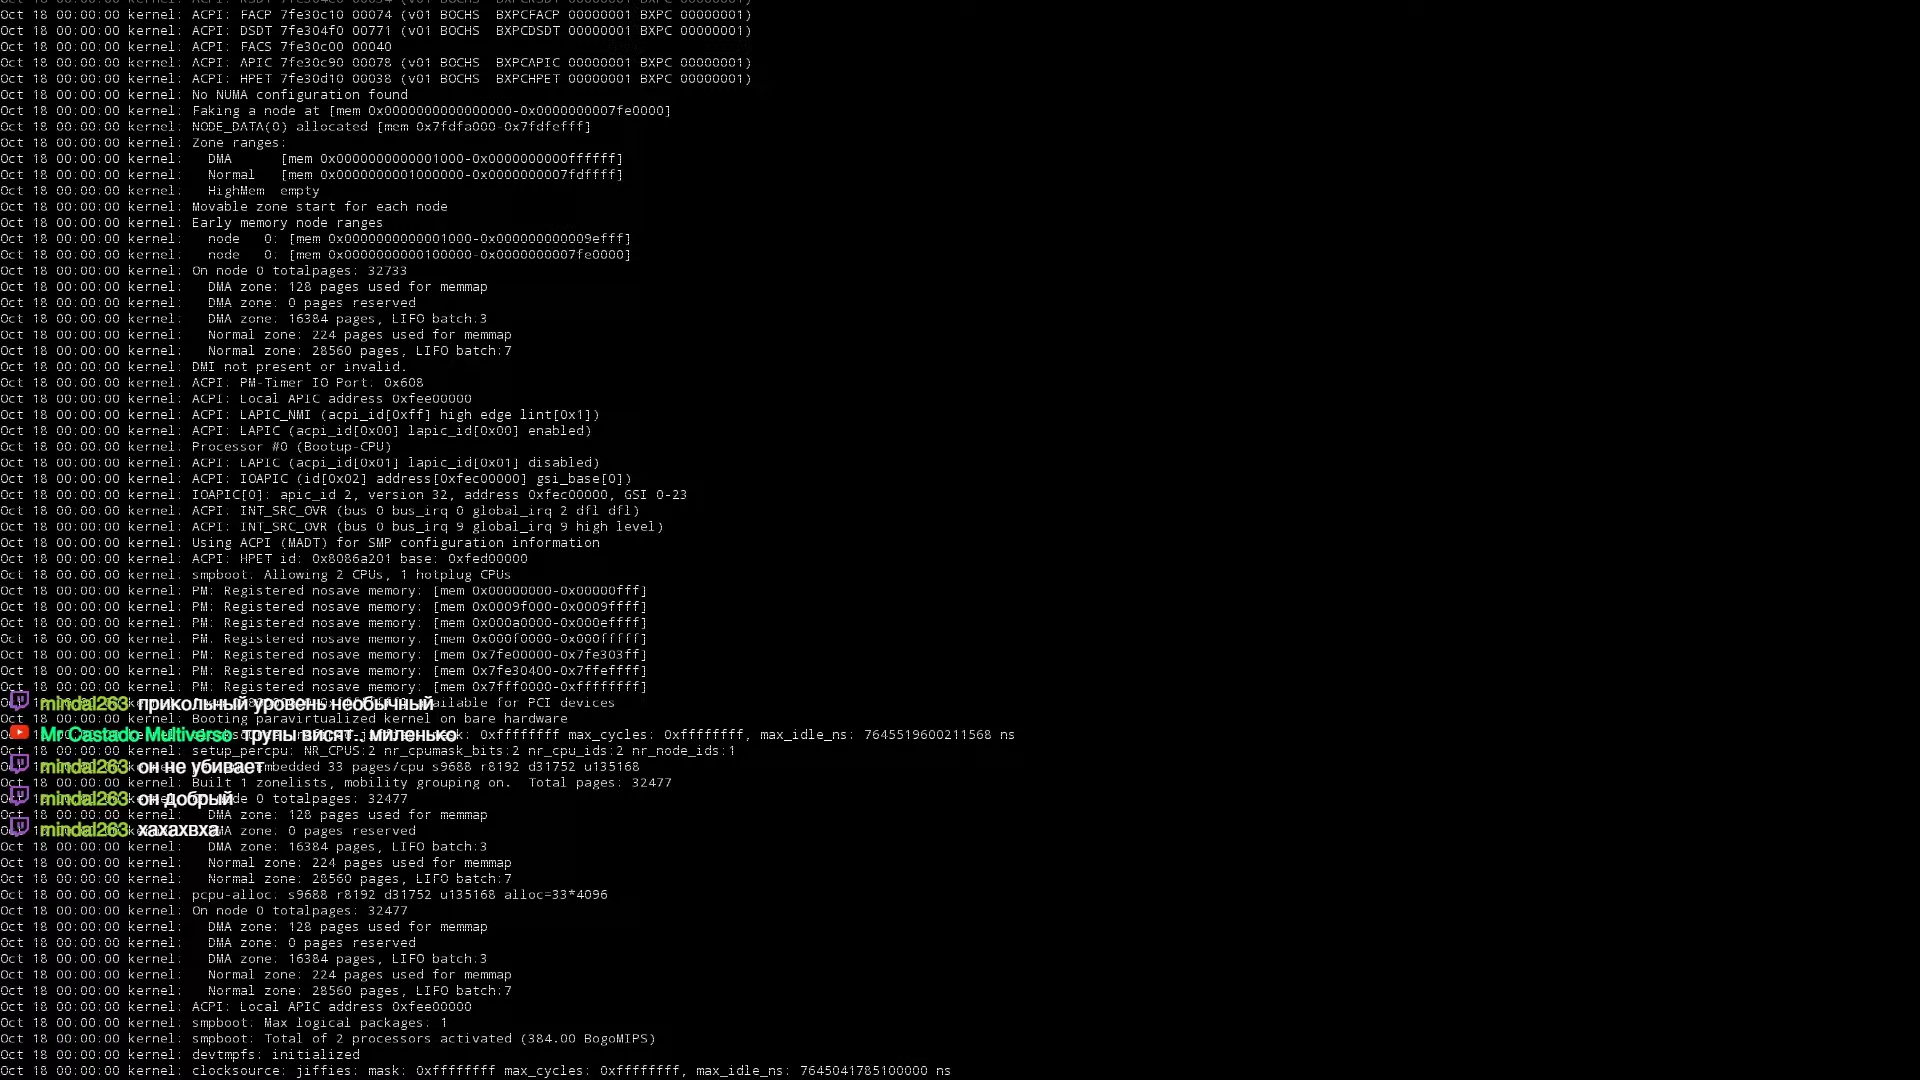 Oct 18 00:00:00 kernel: ACPI: FACP 7fe30c10 00074 (v01 BOCHS  BXPCFACP 00000001 BXPC 00000001)
Oct 18 00:00:00 kernel: ACPI: DSDT 7fe304f0 00771 (v01 BOCHS  BXPCDSDT 00000001 BXPC 00000001)
Oct 18 00:00:00 kernel: ACPI: FACS 7fe30c00 00040
Oct 18 00:00:00 kernel: ACPI: APIC 7fe30c90 00078 (v01 BOCHS  BXPCAPIC 00000001 BXPC 00000001)
Oct 18 00:00:00 kernel: ACPI: HPET 7fe30d10 00038 (v01 BOCHS  BXPCHPET 00000001 BXPC 00000001)
Oct 18 00:00:00 kernel: No NUMA configuration found
Oct 18 00:00:00 kernel: Faking a node at [mem 0x0000000000000000-0x0000000007fe0000]
Oct 18 00:00:00 kernel: NODE_DATA(0) allocated [mem 0x7fdfa000-0x7fdfefff]
Oct 18 00:00:00 kernel: Zone ranges:
Oct 18 00:00:00 kernel:   DMA      [mem 0x0000000000001000-0x0000000000ffffff]
Oct 18 00:00:00 kernel:   Normal   [mem 0x0000000001000000-0x0000000007fdffff]
Oct 18 00:00:00 kernel:   HighMem  empty
Oct 18 00:00:00 kernel: Movable zone start for each node
Oct 18 00:00:00 kernel: Early memory node ranges
Oct 18 00:00:00 kernel:   node   0: [mem 0x0000000000001000-0x000000000009efff]
Oct 18 00:00:00 kernel:   node   0: [mem 0x0000000000100000-0x0000000007fe0000]
Oct 18 00:00:00 kernel: On node 0 totalpages: 32733
Oct 18 00:00:00 kernel:   DMA zone: 128 pages used for memmap
Oct 18 00:00:00 kernel:   DMA zone: 0 pages reserved
Oct 18 00:00:00 kernel:   DMA zone: 16384 pages, LIFO batch:3
Oct 18 00:00:00 kernel:   Normal zone: 224 pages used for memmap
Oct 18 00:00:00 kernel:   Normal zone: 28560 pages, LIFO batch:7
Oct 18 00:00:00 kernel: DMI not present or invalid.
Oct 18 00:00:00 kernel: ACPI: PM-Timer IO Port: 0x608
Oct 18 00:00:00 kernel: ACPI: Local APIC address 0xfee00000
Oct 18 00:00:00 kernel: ACPI: LAPIC_NMI (acpi_id[0xff] high edge lint[0x1])
Oct 18 00:00:00 kernel: ACPI: LAPIC (acpi_id[0x00] lapic_id[0x00] enabled)
Oct 18 00:00:00 kernel: Processor #0 (Bootup-CPU)
Oct 18 00:00:00 kernel: ACPI: LAPIC (acpi_id[0x01] lapic_id[0x01] disabled)
Oct 18 00:00:00 kernel: ACPI: IOAPIC (id[0x02] address[0xfec00000] gsi_base[0])
Oct 18 00:00:00 kernel: IOAPIC[0]: apic_id 2, version 32, address 0xfec00000, GSI 0-23
Oct 18 00:00:00 kernel: ACPI: INT_SRC_OVR (bus 0 bus_irq 0 global_irq 2 dfl dfl)
Oct 18 00:00:00 kernel: ACPI: INT_SRC_OVR (bus 0 bus_irq 9 global_irq 9 high level)
Oct 18 00:00:00 kernel: Using ACPI (MADT) for SMP configuration information
Oct 18 00:00:00 kernel: ACPI: HPET id: 0x8086a201 base: 0xfed00000
Oct 18 00:00:00 kernel: smpboot: Allowing 2 CPUs, 1 hotplug CPUs
Oct 18 00:00:00 kernel: PM: Registered nosave memory: [mem 0x00000000-0x00000fff]
Oct 18 00:00:00 kernel: PM: Registered nosave memory: [mem 0x0009f000-0x0009ffff]
Oct 18 00:00:00 kernel: PM: Registered nosave memory: [mem 0x000a0000-0x000effff]
Oct 18 00:00:00 kernel: PM: Registered nosave memory: [mem 0x000f0000-0x000fffff]
Oct 18 00:00:00 kernel: PM: Registered nosave memory: [mem 0x7fe00000-0x7fe303ff]
Oct 18 00:00:00 kernel: PM: Registered nosave memory: [mem 0x7fe30400-0x7ffeffff]
Oct 18 00:00:00 kernel: PM: Registered nosave memory: [mem 0x7fff0000-0xffffffff]
mindal263 прикольный уровень необычный
available for PCI devices
Oct 18 00:00:00 kernel: Booting paravirtualized kernel on bare hardware
Mr Castado Multiverso Трупы висят.. миленько
0xffffffff max_cycles: 0xffffffff, max_idle_ns: 7645519600211568 ns
Oct 18 00:00:00 kernel: setup_percpu: NR_CPUS:2 nr_cpumask_bits:2 nr_cpu_ids:2 nr_node_ids:1
mindal263 он не убивает
Embedded 33 pages/cpu s9688 r8192 d31752 u135168
Oct 18 00:00:00 kernel: Built 1 zonelists, mobility grouping on.  Total pages: 32477
mindal263 он добрый
node 0 totalpages: 32477
Oct 18 00:00:00 kernel:   DMA zone: 128 pages used for memmap
mindal263 хахахвха
DMA zone: 0 pages reserved
Oct 18 00:00:00 kernel:   DMA zone: 16384 pages, LIFO batch:3
Oct 18 00:00:00 kernel:   Normal zone: 224 pages used for memmap
Oct 18 00:00:00 kernel:   Normal zone: 28560 pages, LIFO batch:7
Oct 18 00:00:00 kernel: pcpu-alloc: s9688 r8192 d31752 u135168 alloc=33*4096
Oct 18 00:00:00 kernel: On node 0 totalpages: 32477
Oct 18 00:00:00 kernel:   DMA zone: 128 pages used for memmap
Oct 18 00:00:00 kernel:   DMA zone: 0 pages reserved
Oct 18 00:00:00 kernel:   DMA zone: 16384 pages, LIFO batch:3
Oct 18 00:00:00 kernel:   Normal zone: 224 pages used for memmap
Oct 18 00:00:00 kernel:   Normal zone: 28560 pages, LIFO batch:7
Oct 18 00:00:00 kernel: ACPI: Local APIC address 0xfee00000
Oct 18 00:00:00 kernel: smpboot: Max logical packages: 1
Oct 18 00:00:00 kernel: smpboot: Total of 2 processors activated (384.00 BogoMIPS)
Oct 18 00:00:00 kernel: devtmpfs: initialized
Oct 18 00:00:00 kernel: clocksource: jiffies: mask: 0xffffffff max_cycles: 0xffffffff, max_idle_ns: 7645041785100000 ns